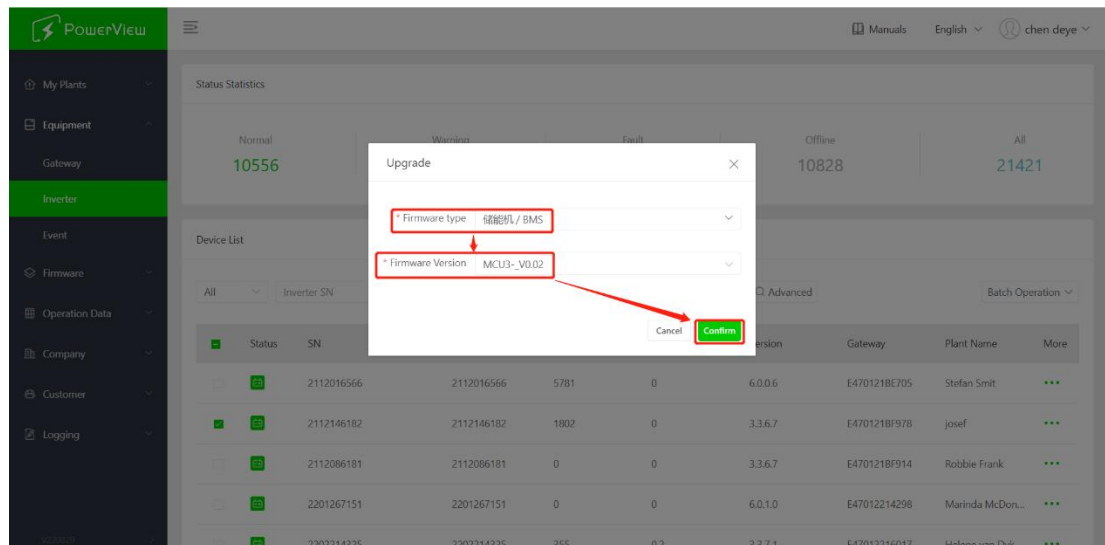 PowerView
Manuals English chen deye
My Plants
Status Statistics
Equipment
Normal Warning Fault Offline All
Gateway
10556 10828 21421
Upgrade
Inverter
* Firmware type 储能机 / BMS
Event
Device List
* Firmware Version MCU3-_V0.02
Firmware
All Inverter SN Advanced Batch Operation
Operation Data
Cancel Confirm
Status SN ersion Gateway Plant Name More
Company
2112016566 2112016566 5781 0 6.0.0.6 E470121BE705 Stefan Smit
Customer
2112146182 2112146182 1802 0 3.3.6.7 E470121BF978 josef
Logging
2112086181 2112086181 0 0 3.3.6.7 E470121BF914 Robbie Frank
2201267151 2201267151 0 0 6.0.1.0 E47012214298 Marinda McDon...